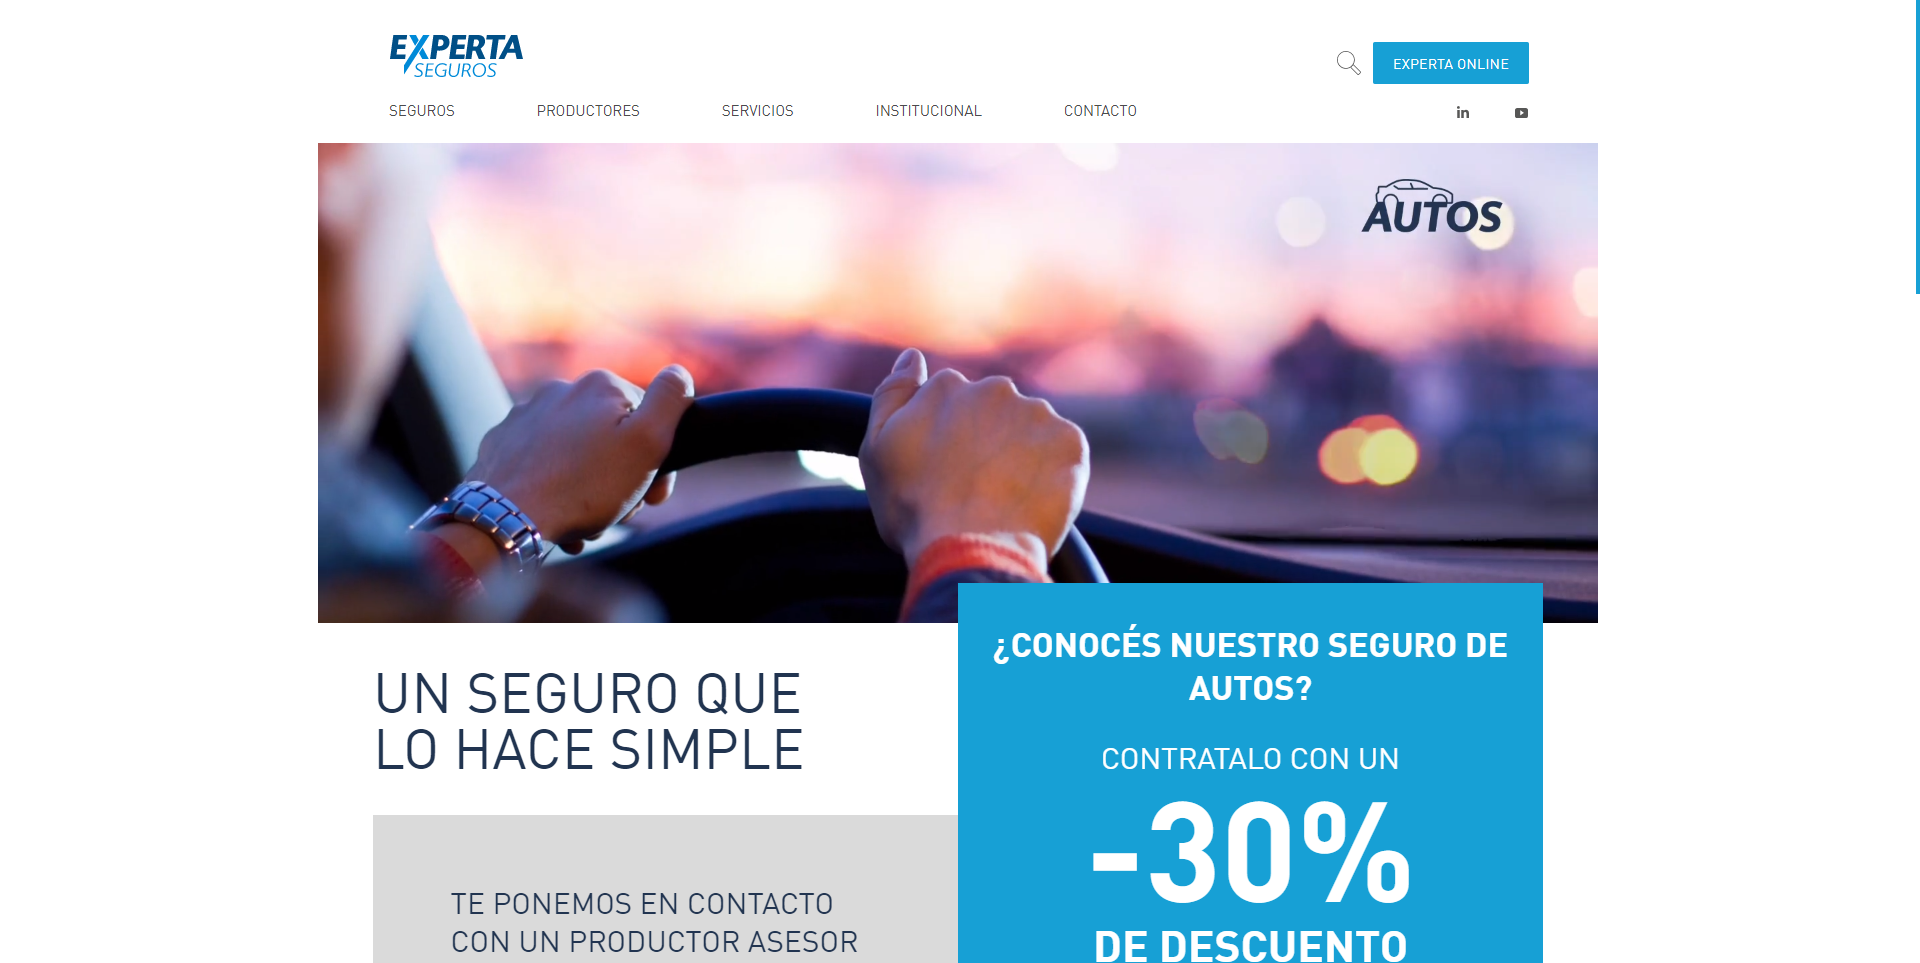 EXPERTA
SEGUROS
EXPERTA ONLINE
SEGUROS
PRODUCTORES
SERVICIOS
INSTITUCIONAL
CONTACTO
in
AUTOS
UN SEGURO QUE
LO HACE SIMPLE
¿CONOCÉS NUESTRO SEGURO DE
AUTOS?
CONTRATALO CON UN
-30%
DE DESCUENTO
TE PONEMOS EN CONTACTO
CON UN PRODUCTOR ASESOR